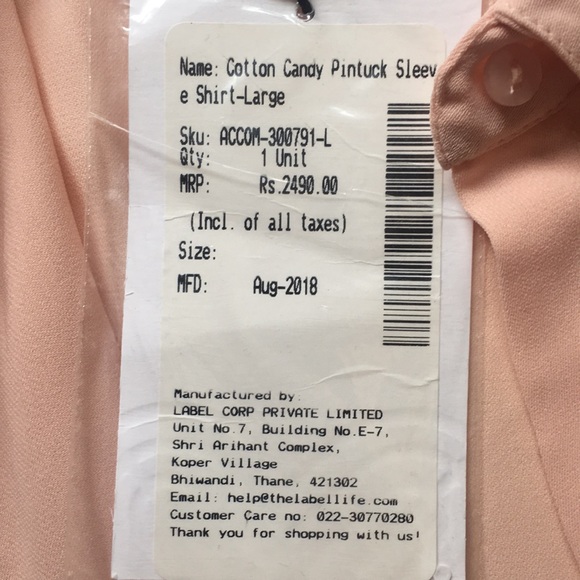 Name: Cotton Candy Pintuck Sleev
e Shirt-Large
Sku: ACCOM-300791-L
Qty: 1 Unit
MRP: Rs.2490.00
(Incl. of all taxes)
Size:
MFD: Aug-2018
Manufactured by:
LABEL CORP PRIVATE LIMITED
Unit No.7, Building No.E-7,
Shri Arihant Complex,
Koper Village
Bhiwandi, Thane, 421302
Email: help@thelabellife.com
Customer Care no: 022-30770280
Thank you for shopping with us!